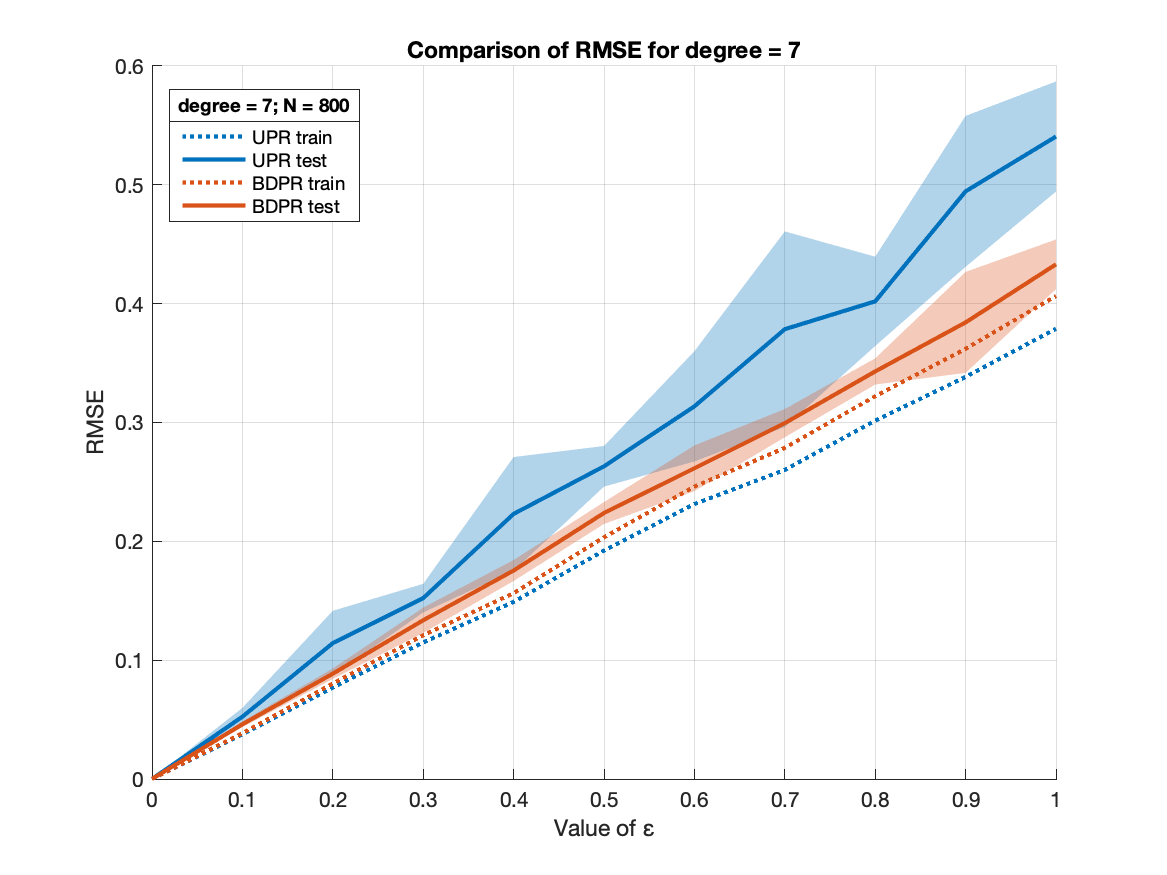 Comparison of RMSE for degree = 7
degree = 7; N = 800
UPR train
UPR test
BDPR train
BDPR test
RMSE
0.6
0.5
0.4
0.3
0.2
0.1
0
0 0.1 0.2 0.3 0.4 0.5 0.6 0.7 0.8 0.9 1
Value of ε